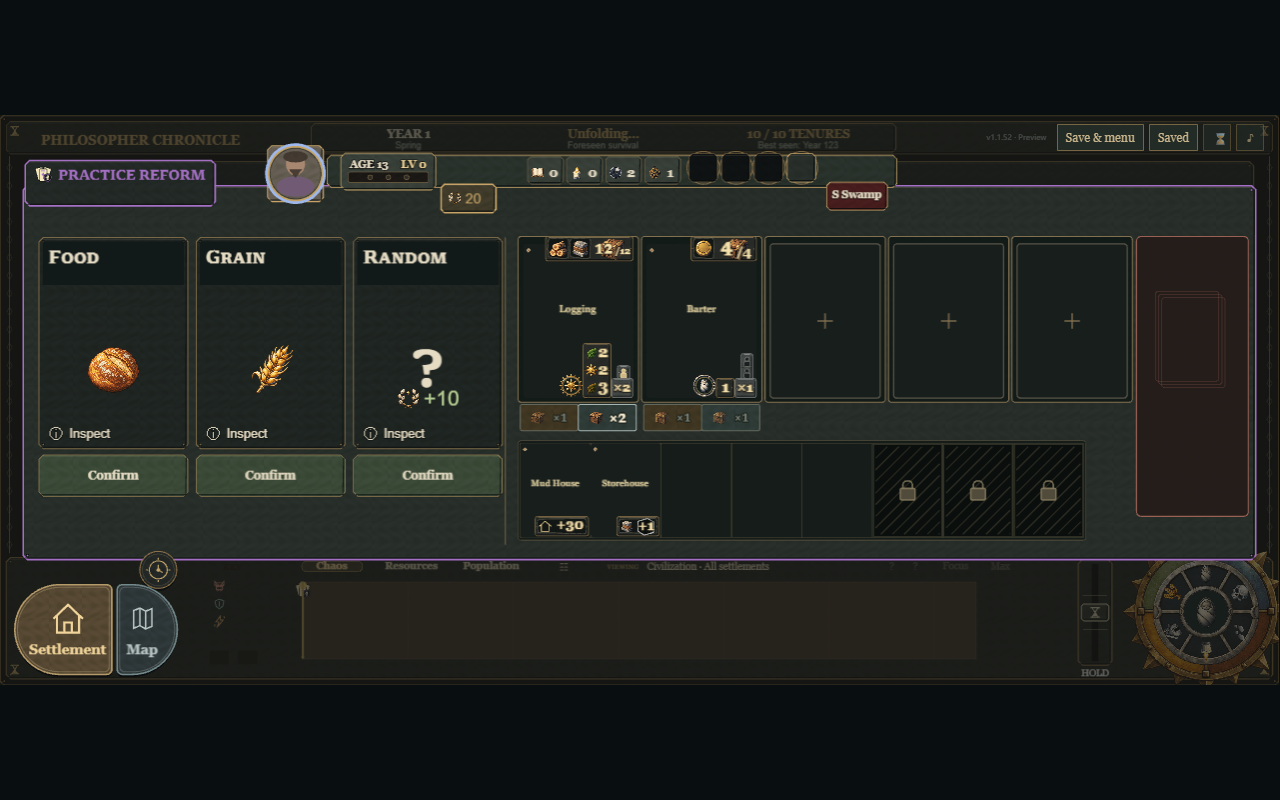 PHILOSOPHER CHRONICLE
YEAR 1
Spring
Unfolding...
Foreseen survival
10 / 10 TENURES
Best seen: Year 123
v1.1.52 - Preview
Save & menu
Saved
PRACTICE REFORM
AGE 13 LV 0
0
0
2
1
20
S Swamp
FOOD
GRAIN
RANDOM
+10
Inspect
Inspect
Inspect
Confirm
Confirm
Confirm
12/12
Logging
2
2
3
×2
4/4
Barter
1
×1
×1
×2
×1
×1
Mud House
+30
Storehouse
+1
Chaos
Resources
Population
Civilization - All settlements
? ? Focus Max
Settlement
Map
HOLD